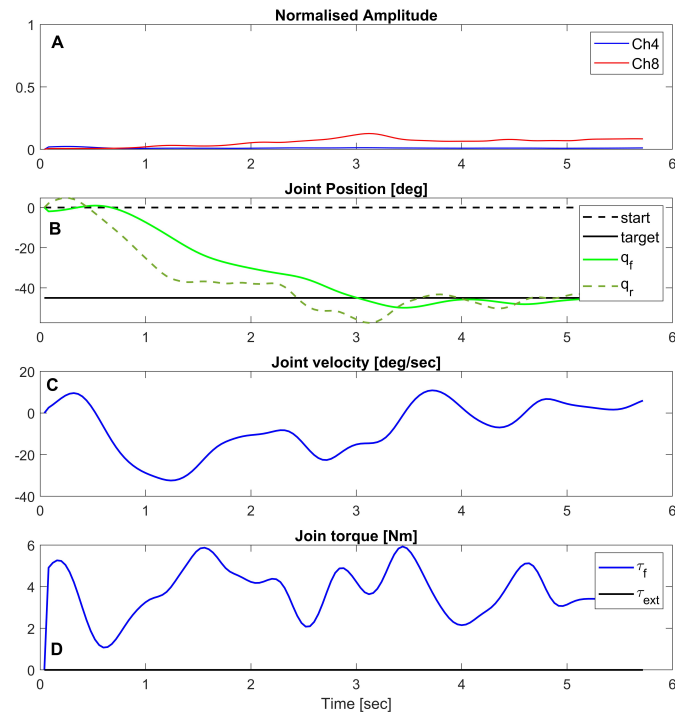 Normalised Amplitude
A
1
0.5
0
Ch4
Ch8
0 1 2 3 4 5 6
Joint Position [deg]
B
0
-20
-40
start
target
q_f
q_r
0 1 2 3 4 5 6
Joint velocity [deg/sec]
C
20
0
-20
-40
0 1 2 3 4 5 6
Join torque [Nm]
6
4
2
0
D
τ_f
τ_ext
0 1 2 3 4 5 6
Time [sec]